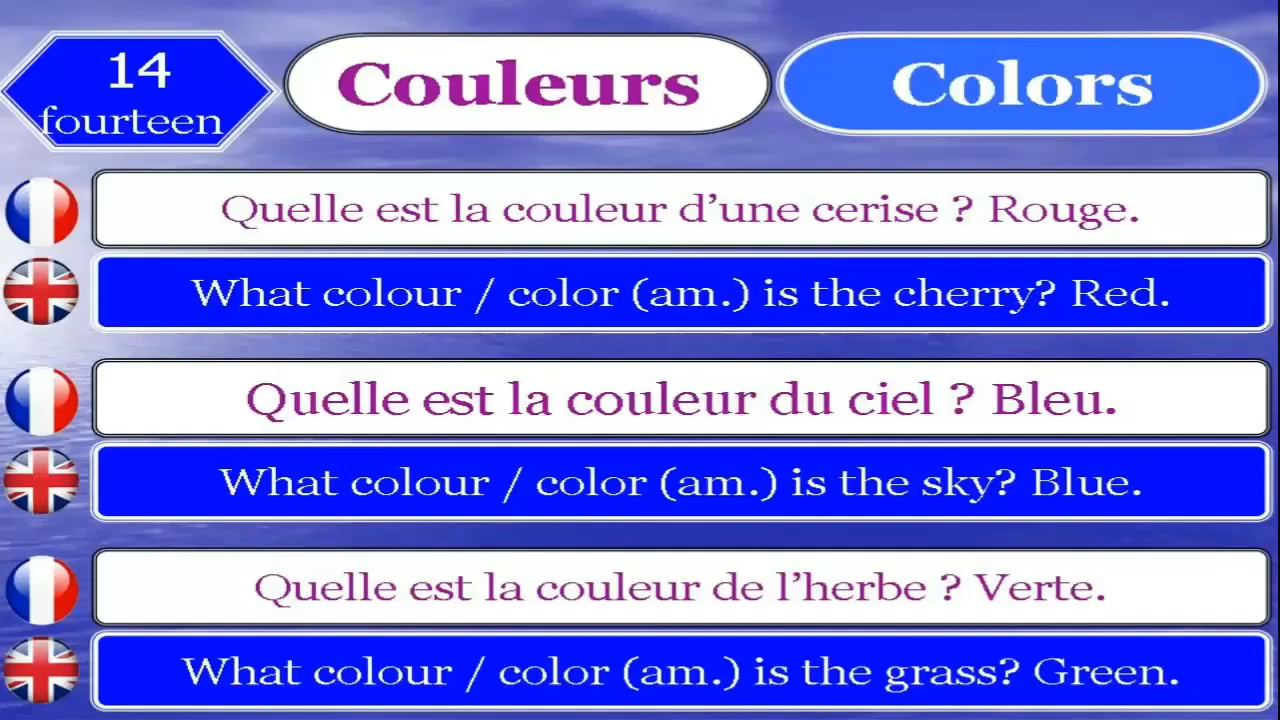 14
fourteen
Couleurs
Colors
Quelle est la couleur d’une cerise ? Rouge.
What colour / color (am.) is the cherry? Red.
Quelle est la couleur du ciel ? Bleu.
What colour / color (am.) is the sky? Blue.
Quelle est la couleur de l’herbe ? Verte.
What colour / color (am.) is the grass? Green.